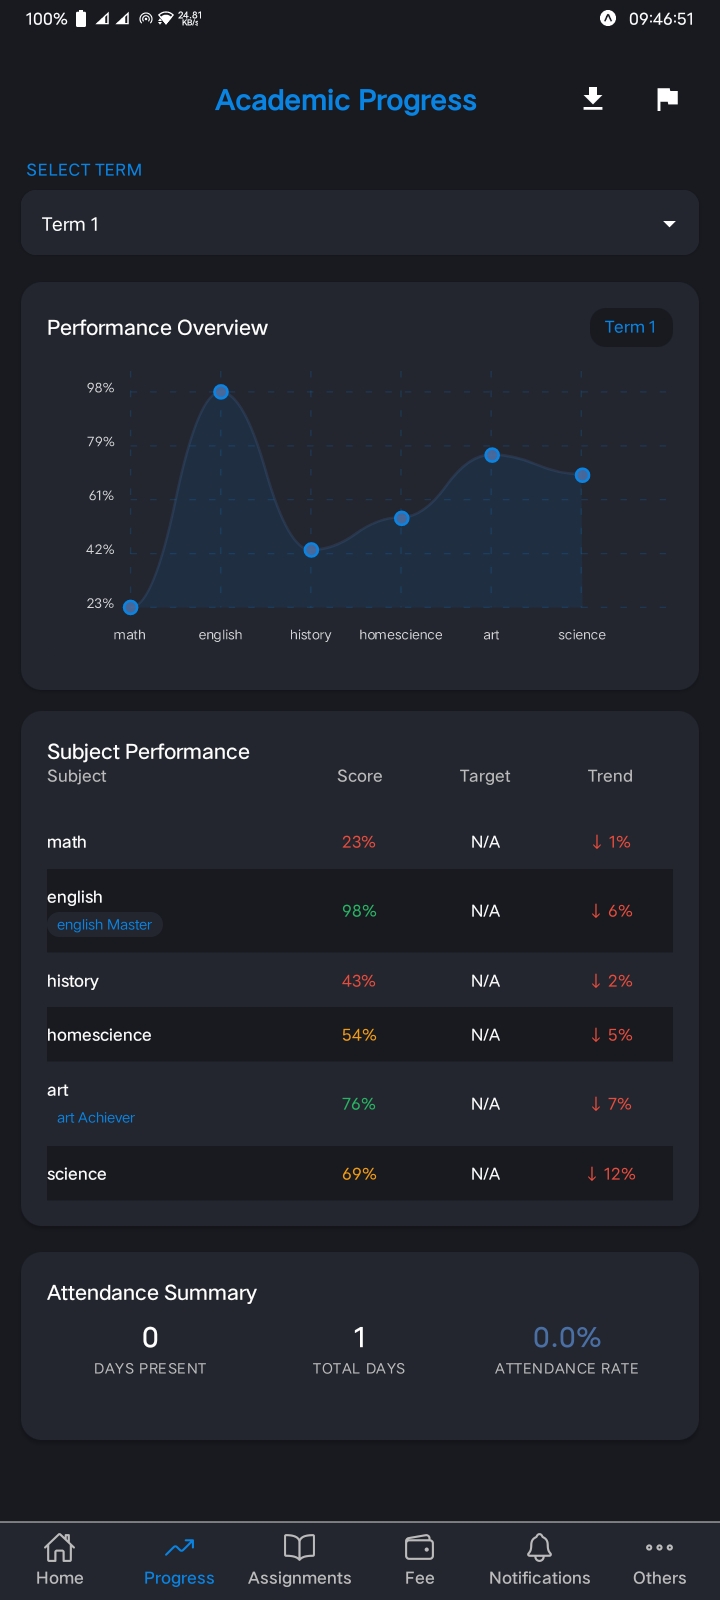 100% 24.81 KB/s 09:46:51
Academic Progress
SELECT TERM
Term 1
Performance Overview Term 1
98%
79%
61%
42%
23%
math english history homescience art science
Subject Performance
Subject Score Target Trend
math 23% N/A ↓ 1%
english 98% N/A ↓ 6%
english Master
history 43% N/A ↓ 2%
homescience 54% N/A ↓ 5%
art 76% N/A ↓ 7%
art Achiever
science 69% N/A ↓ 12%
Attendance Summary
0 1 0.0%
DAYS PRESENT TOTAL DAYS ATTENDANCE RATE
Home Progress Assignments Fee Notifications Others